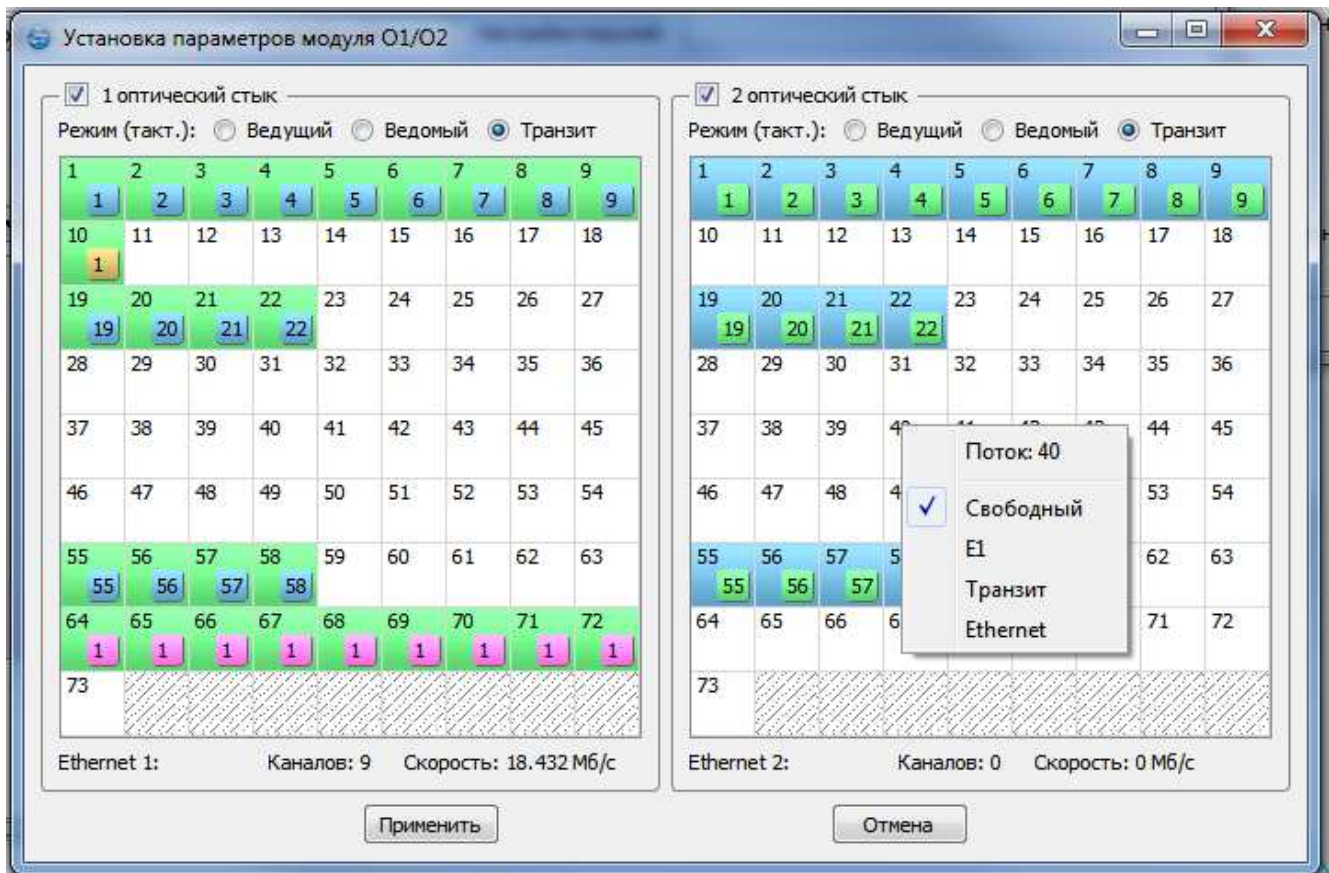 Установка параметров модуля O1/O2
1 оптический стык
Режим (такт.): Ведущий Ведомый Транзит
1 2 3 4 5 6 7 8 9
1 2 3 4 5 6 7 8 9
10 11 12 13 14 15 16 17 18
1
19 20 21 22 23 24 25 26 27
19 20 21 22
28 29 30 31 32 33 34 35 36
37 38 39 40 41 42 43 44 45
46 47 48 49 50 51 52 53 54
55 56 57 58 59 60 61 62 63
55 56 57 58
64 65 66 67 68 69 70 71 72
1 1 1 1 1 1 1 1 1
73
Ethernet 1: Каналов: 9 Скорость: 18.432 Мб/с
2 оптический стык
Режим (такт.): Ведущий Ведомый Транзит
1 2 3 4 5 6 7 8 9
1 2 3 4 5 6 7 8 9
10 11 12 13 14 15 16 17 18
19 20 21 22 23 24 25 26 27
19 20 21 22
28 29 30 31 32 33 34 35 36
37 38 39 44 45
46 47 48 53 54
55 56 57 62 63
55 56 57
64 65 66 71 72
73
Поток: 40
Свободный
E1
Транзит
Ethernet
Ethernet 2: Каналов: 0 Скорость: 0 Мб/с
Применить
Отмена